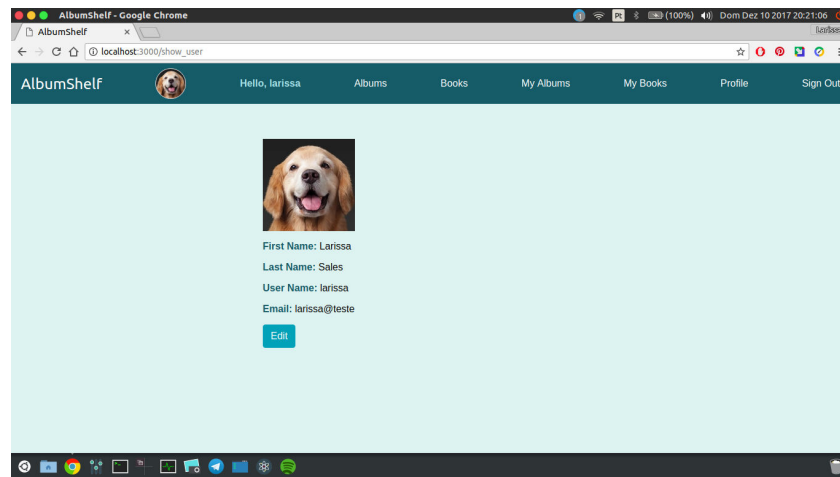 AlbumShelf - Google Chrome
Pt
(100%)
Dom Dez 10 2017 20:21:06
AlbumShelf
Larissa
localhost:3000/show_user
AlbumShelf
Hello, larissa
Albums
Books
My Albums
My Books
Profile
Sign Out
First Name: Larissa
Last Name: Sales
User Name: larissa
Email: larissa@teste
Edit